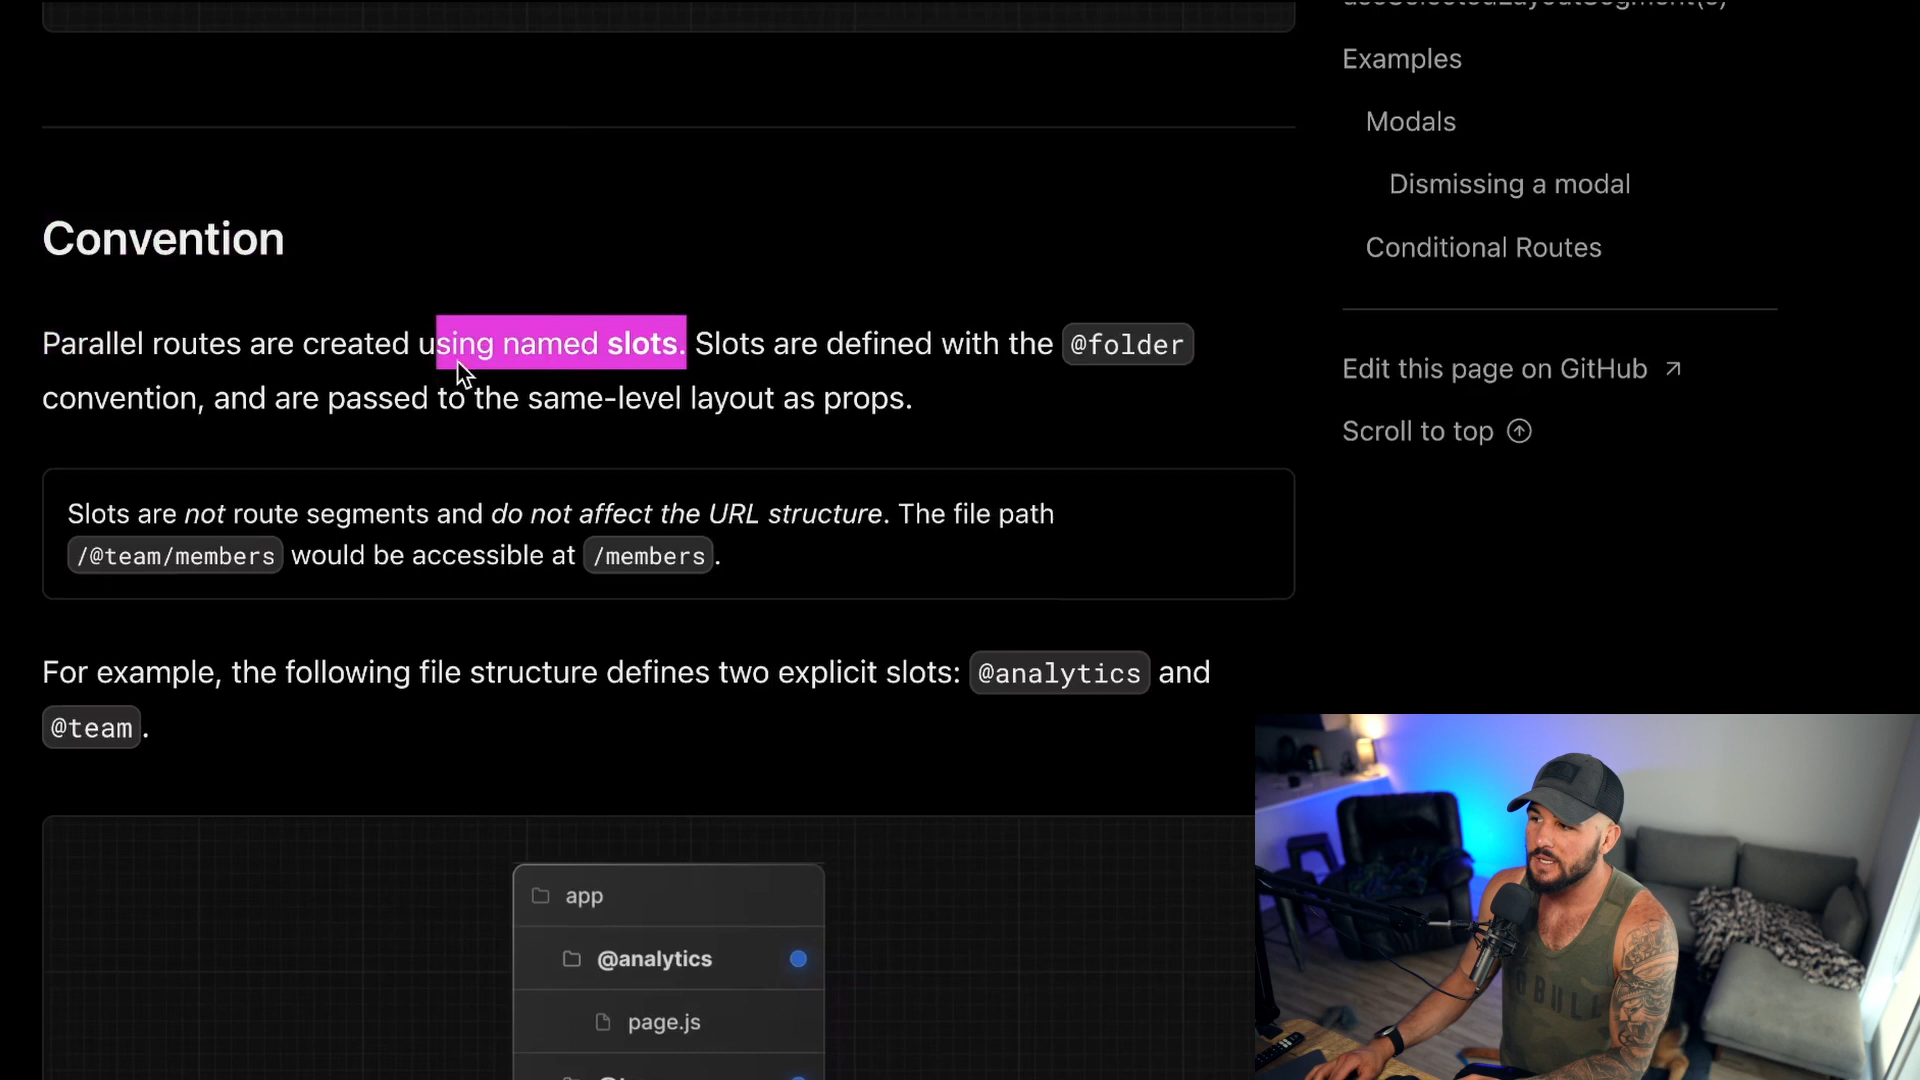 Examples
Modals
Dismissing a modal
Conditional Routes
Edit this page on GitHub
Scroll to top
Convention
Parallel routes are created using named slots. Slots are defined with the @folder
convention, and are passed to the same-level layout as props.
Slots are not route segments and do not affect the URL structure. The file path
/@team/members would be accessible at /members.
For example, the following file structure defines two explicit slots: @analytics and
@team.
app
@analytics
page.js